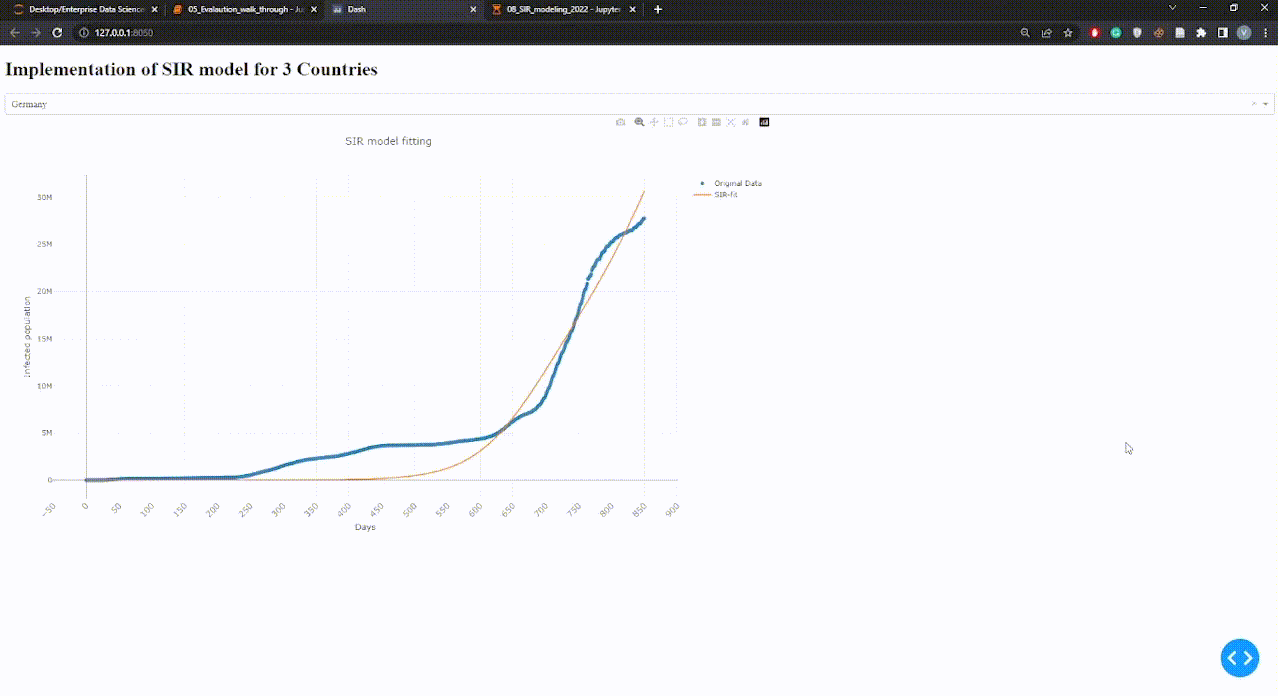 Desktop/Enterprise Data Science
05_Evalaution_walk_through - Ju
Dash
08_SIR_modeling_2022 - Jupyter
127.0.0.1:8050
Implementation of SIR model for 3 Countries
Germany
SIR model fitting
Original Data
SIR-fit
30M
25M
20M
15M
10M
5M
0
Infected population
−50 0 50 100 150 200 250 300 350 400 450 500 550 600 650 700 750 800 850 900
Days
V